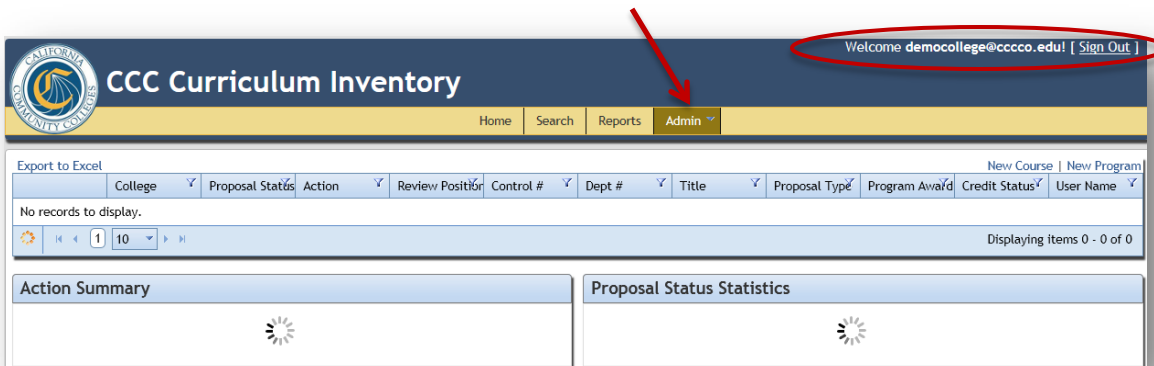 Welcome democollege@cccco.edu! [ Sign Out ]
CALIFORNIA COMMUNITY COLLEGES
CCC Curriculum Inventory
Home Search Reports Admin
Export to Excel New Course | New Program
College Proposal Status Action Review Position Control # Dept # Title Proposal Type Program Award Credit Status User Name
No records to display.
1 10 Displaying items 0 - 0 of 0
Action Summary Proposal Status Statistics